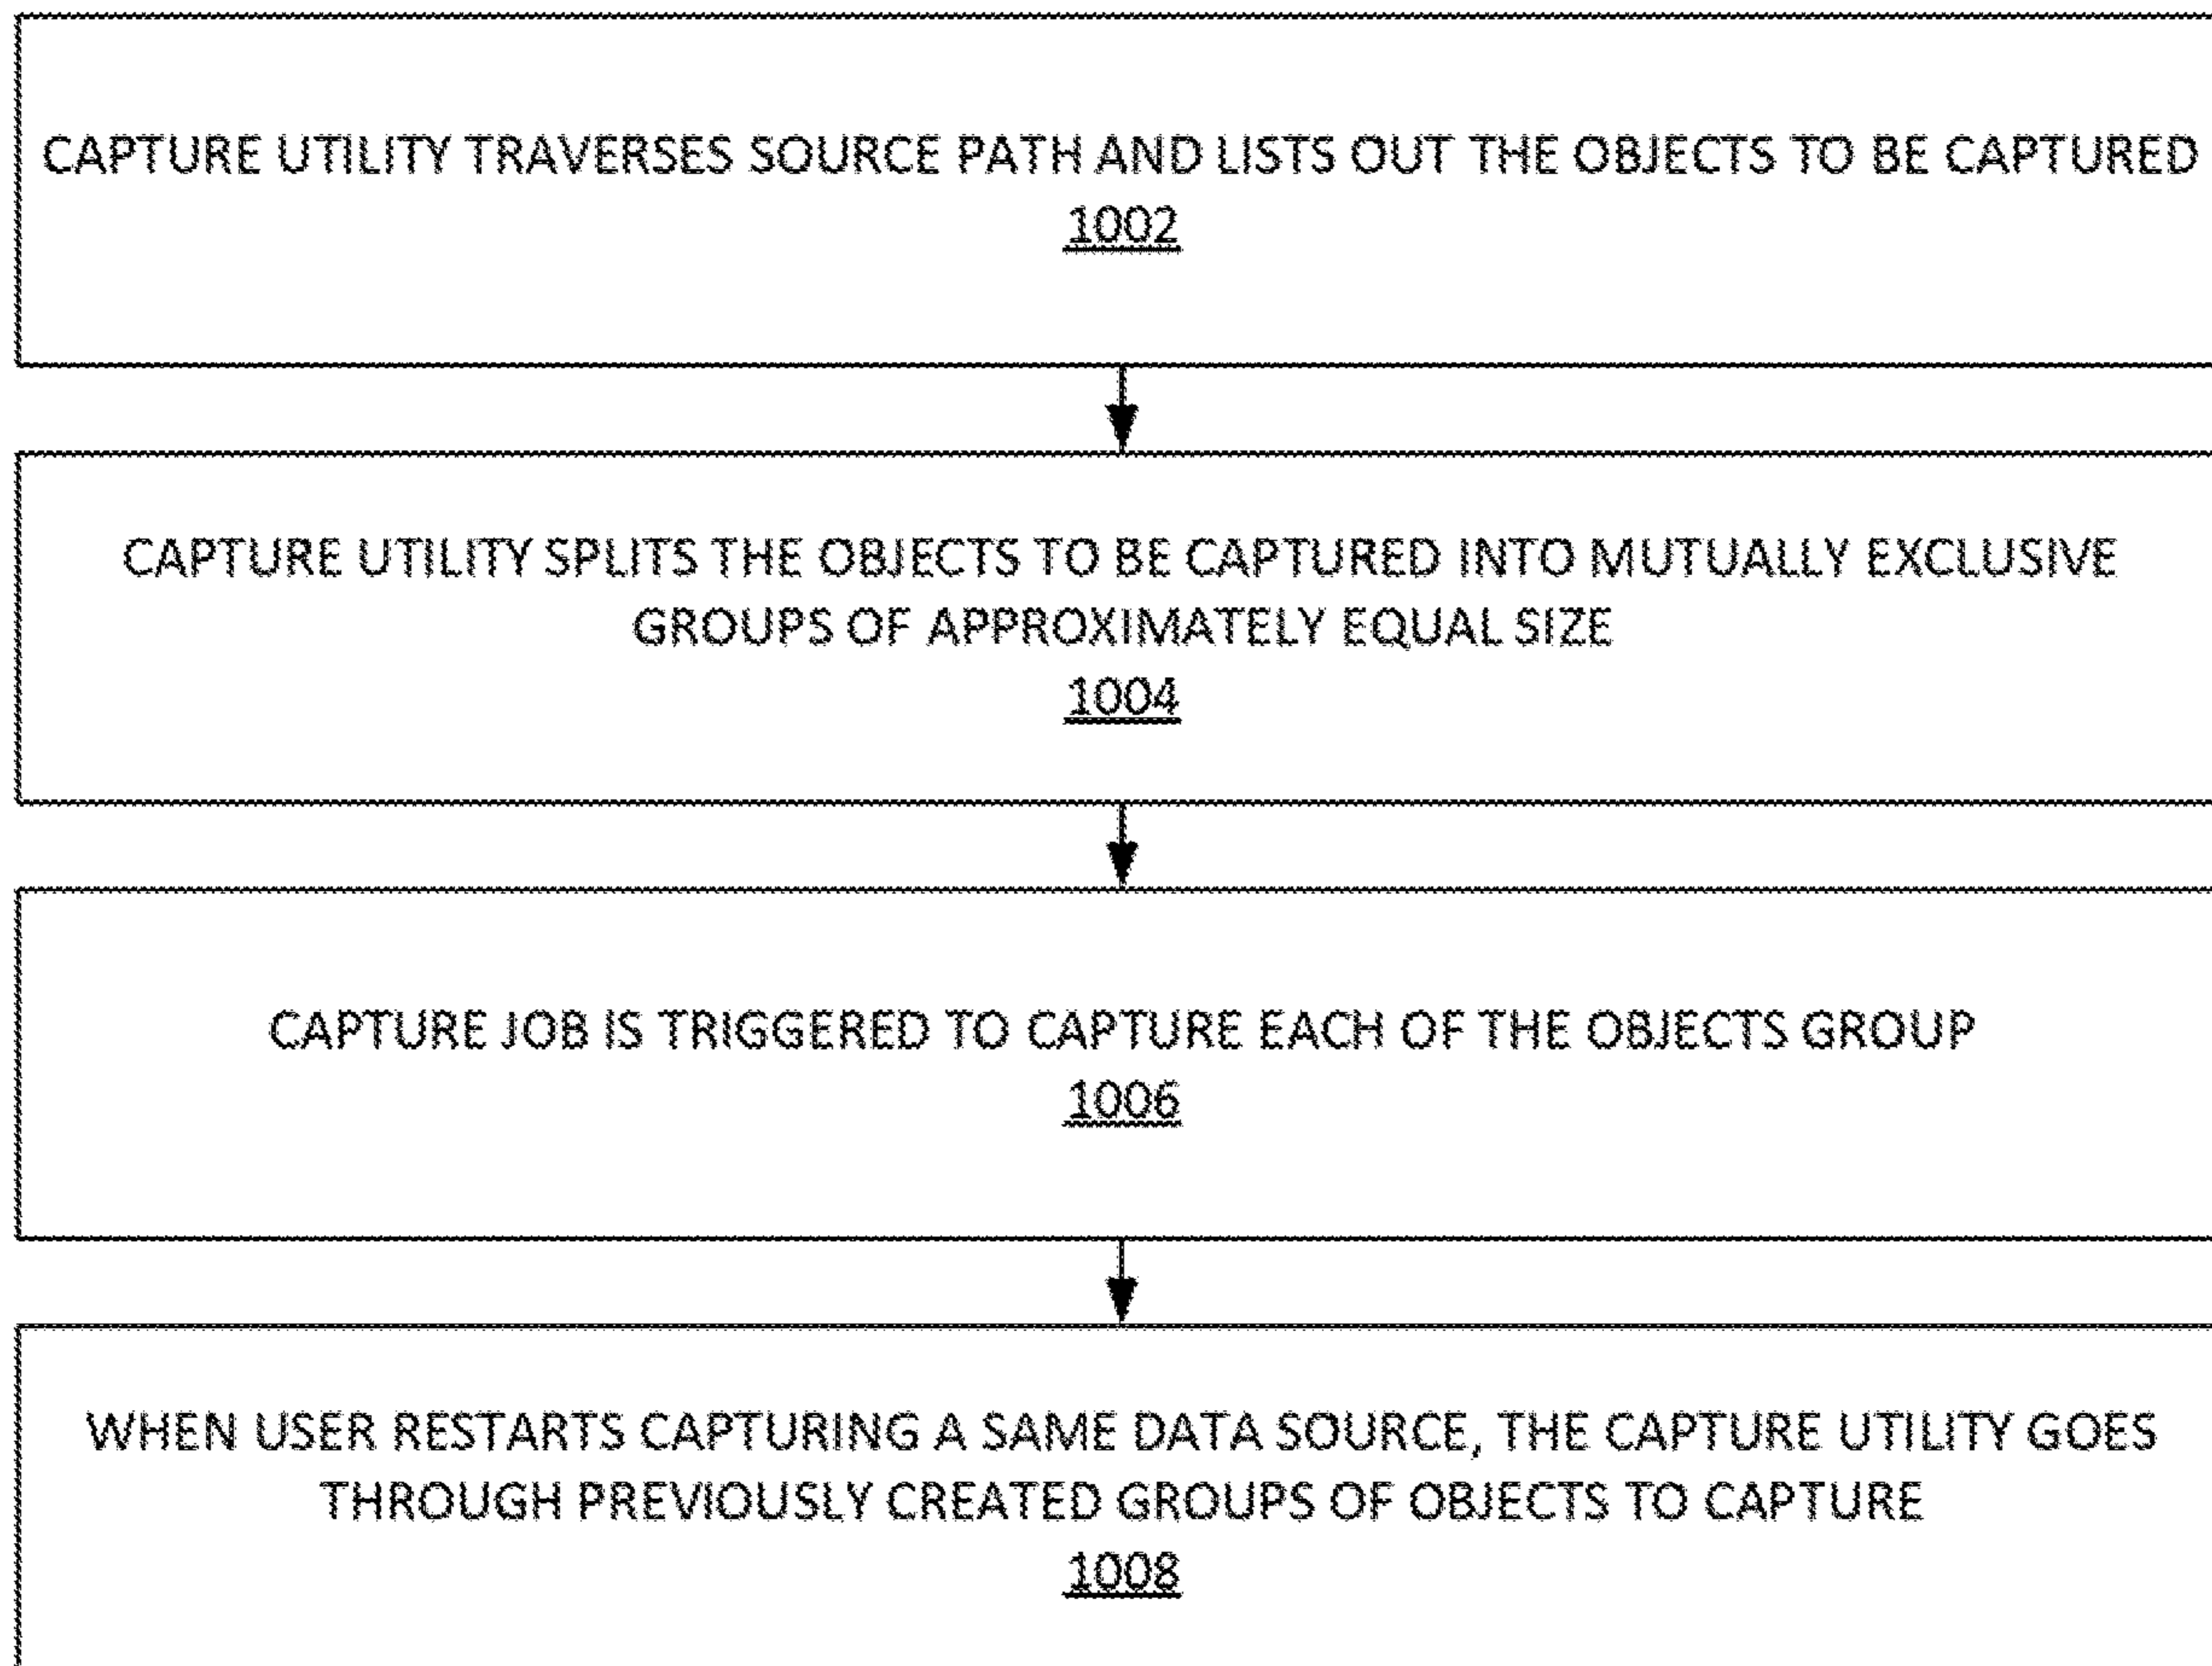 CAPTURE UTILITY TRAVERSES SOURCE PATH AND LISTS OUT THE OBJECTS TO BE CAPTURED
1002
CAPTURE UTILITY SPLITS THE OBJECTS TO BE CAPTURED INTO MUTUALLY EXCLUSIVE
GROUPS OF APPROXIMATELY EQUAL SIZE
1004
CAPTURE JOB IS TRIGGERED TO CAPTURE EACH OF THE OBJECTS GROUP
1006
WHEN USER RESTARTS CAPTURING A SAME DATA SOURCE, THE CAPTURE UTILITY GOES
THROUGH PREVIOUSLY CREATED GROUPS OF OBJECTS TO CAPTURE
1008